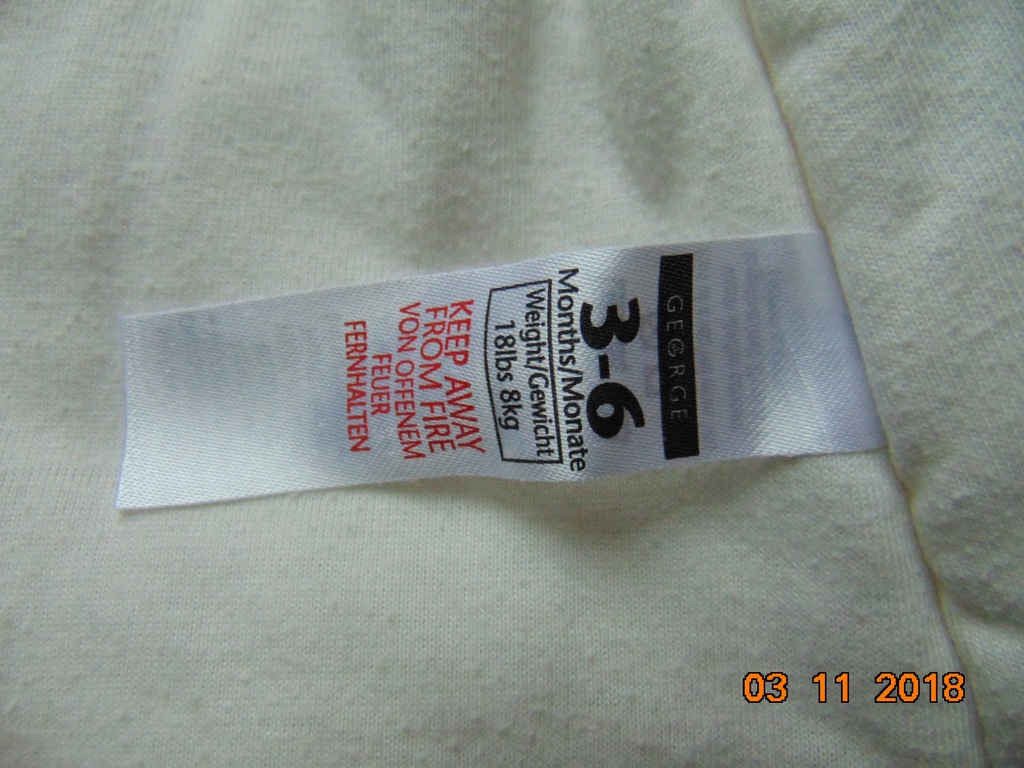 GEORGE
3-6
Months/Monate
Weight/Gewicht
18lbs 8kg
KEEP AWAY
FROM FIRE
VON OFFENEM
FEUER
FERNHALTEN
03 11 2018